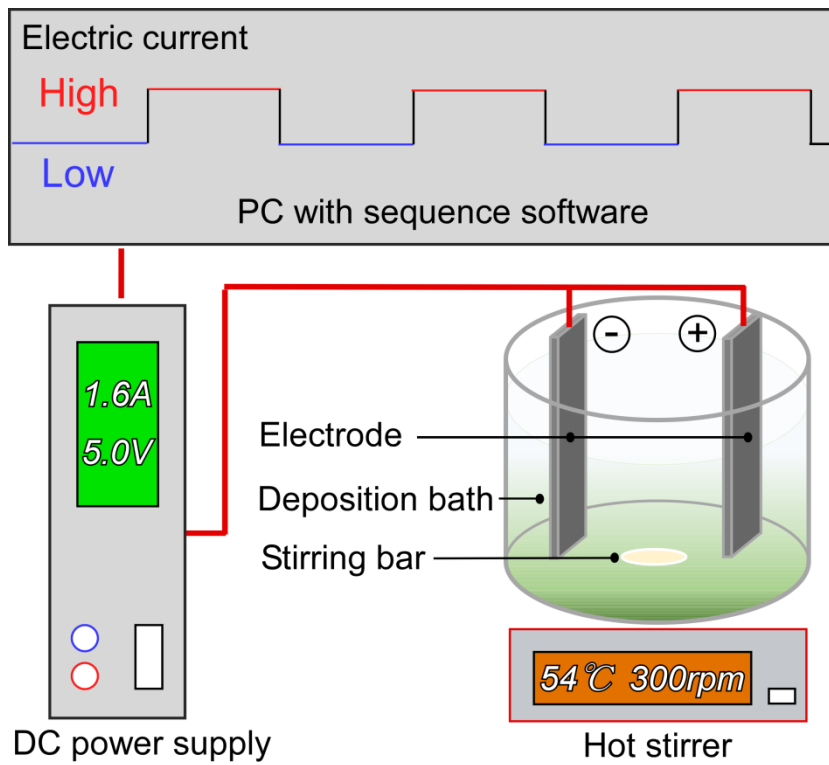 Electric current
High
Low
PC with sequence software
1.6A
5.0V
- +
Electrode
Deposition bath
Stirring bar
54℃ 300rpm
DC power supply
Hot stirrer